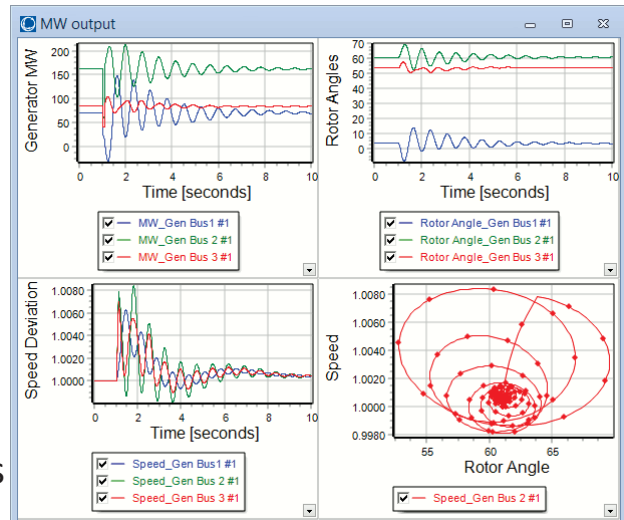 MW output
Generator MW
200
150
100
50
0
0 2 4 6 8 10
Time [seconds]
MW_Gen Bus1 #1
MW_Gen Bus 2 #1
MW_Gen Bus 3 #1
Rotor Angles
70
60
50
40
30
20
10
0
0 2 4 6 8 10
Time [seconds]
Rotor Angle_Gen Bus1 #1
Rotor Angle_Gen Bus 2 #1
Rotor Angle_Gen Bus 3 #1
Speed Deviation
1.0080
1.0060
1.0040
1.0020
1.0000
0 2 4 6 8 10
Time [seconds]
Speed_Gen Bus1 #1
Speed_Gen Bus 2 #1
Speed_Gen Bus 3 #1
Speed
1.0080
1.0060
1.0040
1.0020
1.0000
0.9980
55 60 65
Rotor Angle
Speed_Gen Bus 2 #1
s